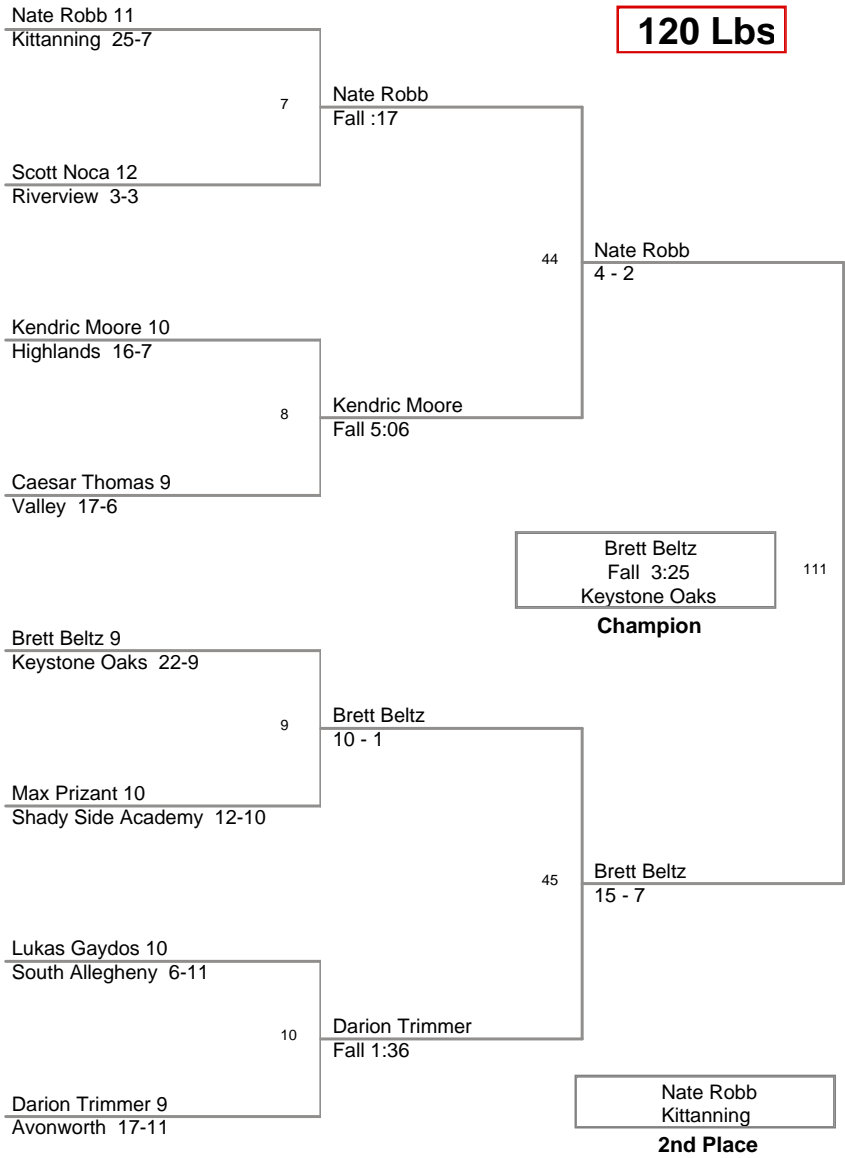 Nate Robb 11
Kittanning 25-7
120 Lbs
7
Nate Robb
Fall :17
Scott Noca 12
Riverview 3-3
44
Nate Robb
4 - 2
Kendric Moore 10
Highlands 16-7
8
Kendric Moore
Fall 5:06
Caesar Thomas 9
Valley 17-6
Brett Beltz
Fall 3:25
Keystone Oaks
111
Champion
Brett Beltz 9
Keystone Oaks 22-9
9
Brett Beltz
10 - 1
Max Prizant 10
Shady Side Academy 12-10
45
Brett Beltz
15 - 7
Lukas Gaydos 10
South Allegheny 6-11
10
Darion Trimmer
Fall 1:36
Darion Trimmer 9
Avonworth 17-11
Nate Robb
Kittanning
2nd Place